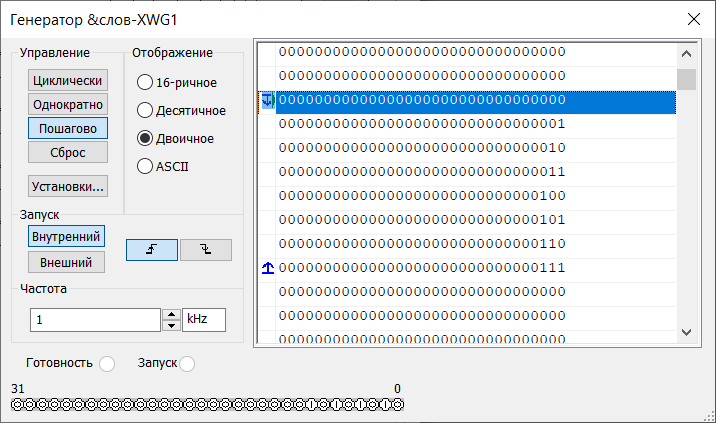 Генератор &слов-XWG1
Управление
Циклически
Однократно
Пошагово
Сброс
Установки...
Отображение
16-ричное
Десятичное
Двоичное
ASCII
Запуск
Внутренний
Внешний
Частота
1
kHz
Готовность
Запуск
31
0
00000000000000000000000000000000
00000000000000000000000000000000
00000000000000000000000000000000
00000000000000000000000000000001
00000000000000000000000000000010
00000000000000000000000000000011
00000000000000000000000000000100
00000000000000000000000000000101
00000000000000000000000000000110
00000000000000000000000000000111
00000000000000000000000000000000
00000000000000000000000000000000
00000000000000000000000000000000